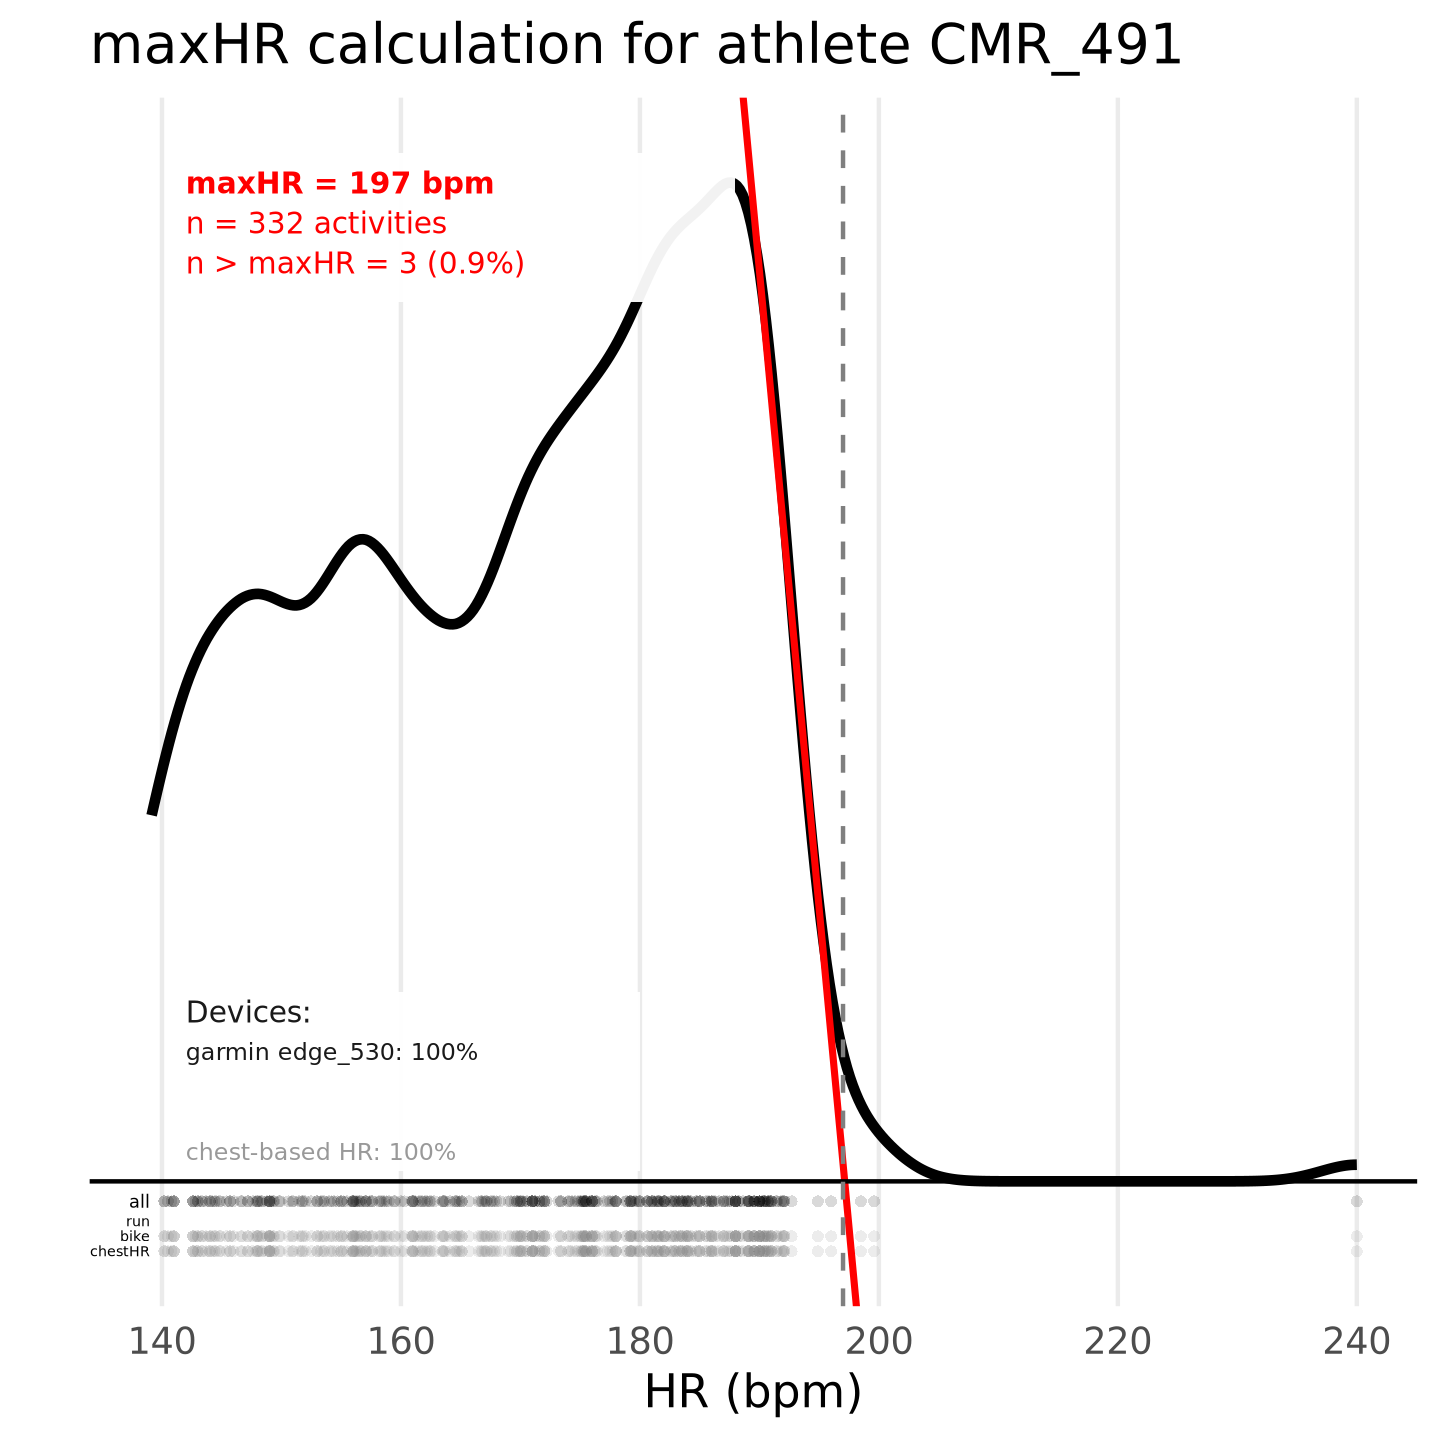 maxHR calculation for athlete CMR_491
maxHR = 197 bpm
n = 332 activities
n > maxHR = 3 (0.9%)
Devices:
garmin edge_530: 100%
chest-based HR: 100%
all
run
bike
chestHR
140 160 180 200 220 240
HR (bpm)